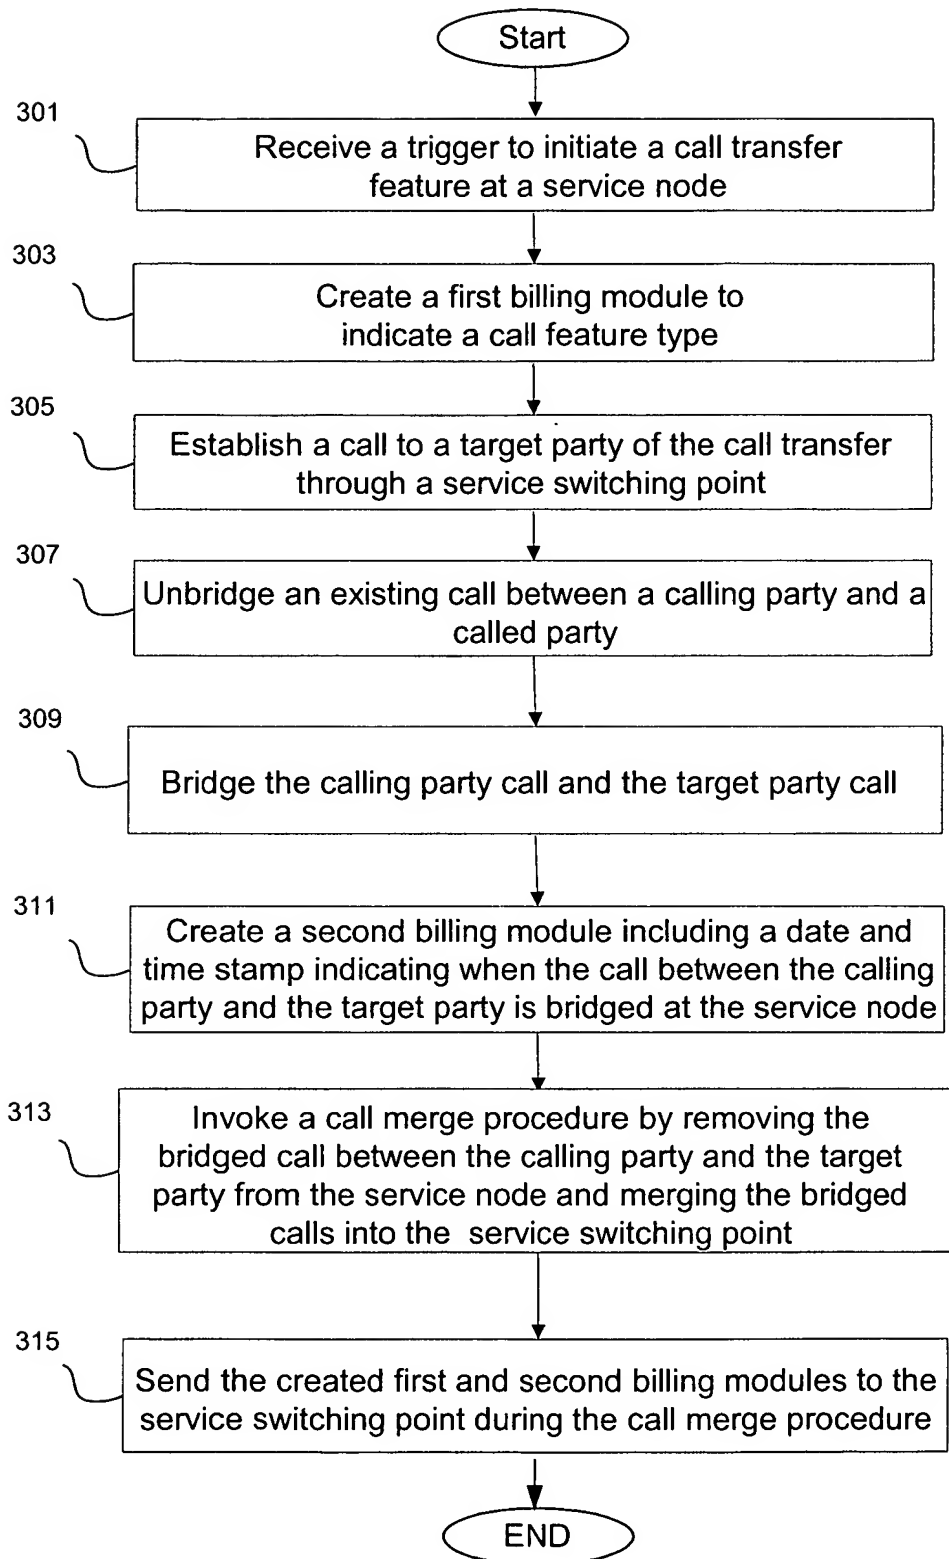 Start
301
Receive a trigger to initiate a call transfer
feature at a service node
303
Create a first billing module to
indicate a call feature type
305
Establish a call to a target party of the call transfer
through a service switching point
307
Unbridge an existing call between a calling party and a
called party
309
Bridge the calling party call and the target party call
311
Create a second billing module including a date and
time stamp indicating when the call between the calling
party and the target party is bridged at the service node
313
Invoke a call merge procedure by removing the
bridged call between the calling party and the target
party from the service node and merging the bridged
calls into the service switching point
315
Send the created first and second billing modules to the
service switching point during the call merge procedure
END